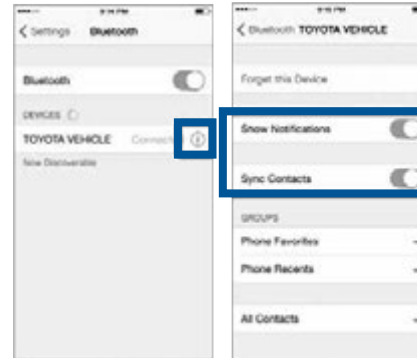 Settings
Bluetooth
Bluetooth
DEVICES
TOYOTA VEHICLE
Now Discoverable
Bluetooth
TOYOTA VEHICLE
Forget this Device
Show Notifications
Sync Contacts
GROUPS
Phone Favorites
Phone Recents
All Contacts